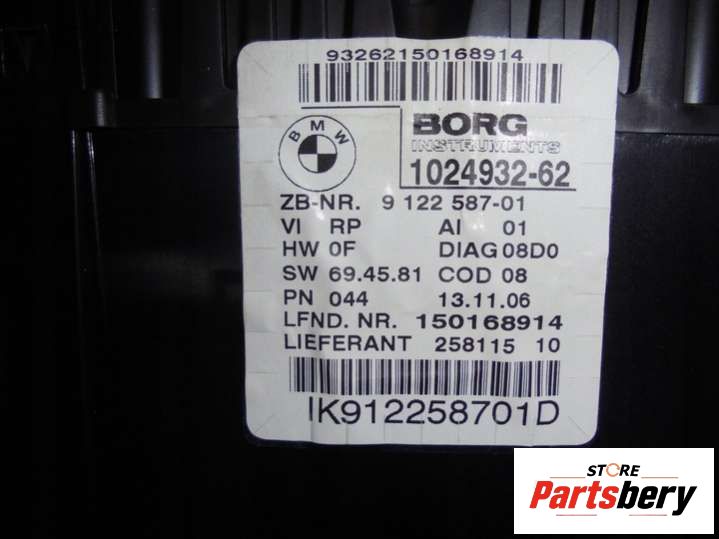 93262150168914
BMW
BORG
INSTRUMENTS
1024932-62
ZB-NR. 9 122 587-01
VI RP AI 01
HW 0F DIAG 08D0
SW 69.45.81 COD 08
PN 044 13.11.06
LFND. NR. 150168914
LIEFERANT 258115 10
IK912258701D
STORE
Partsbery